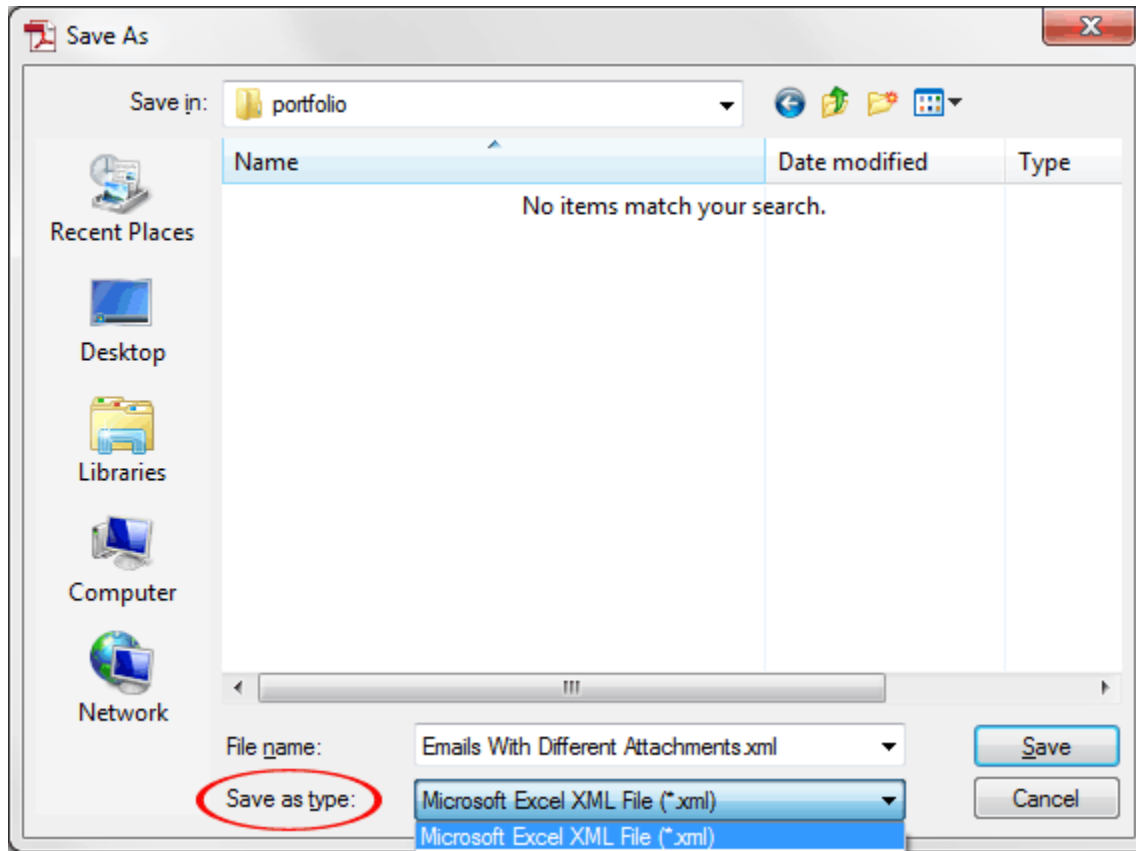 Save As
Save in: portfolio
Name Date modified Type
No items match your search.
Recent Places
Desktop
Libraries
Computer
Network
File name: Emails With Different Attachments.xml Save
Save as type: Microsoft Excel XML File (*.xml) Cancel
Microsoft Excel XML File (*.xml)